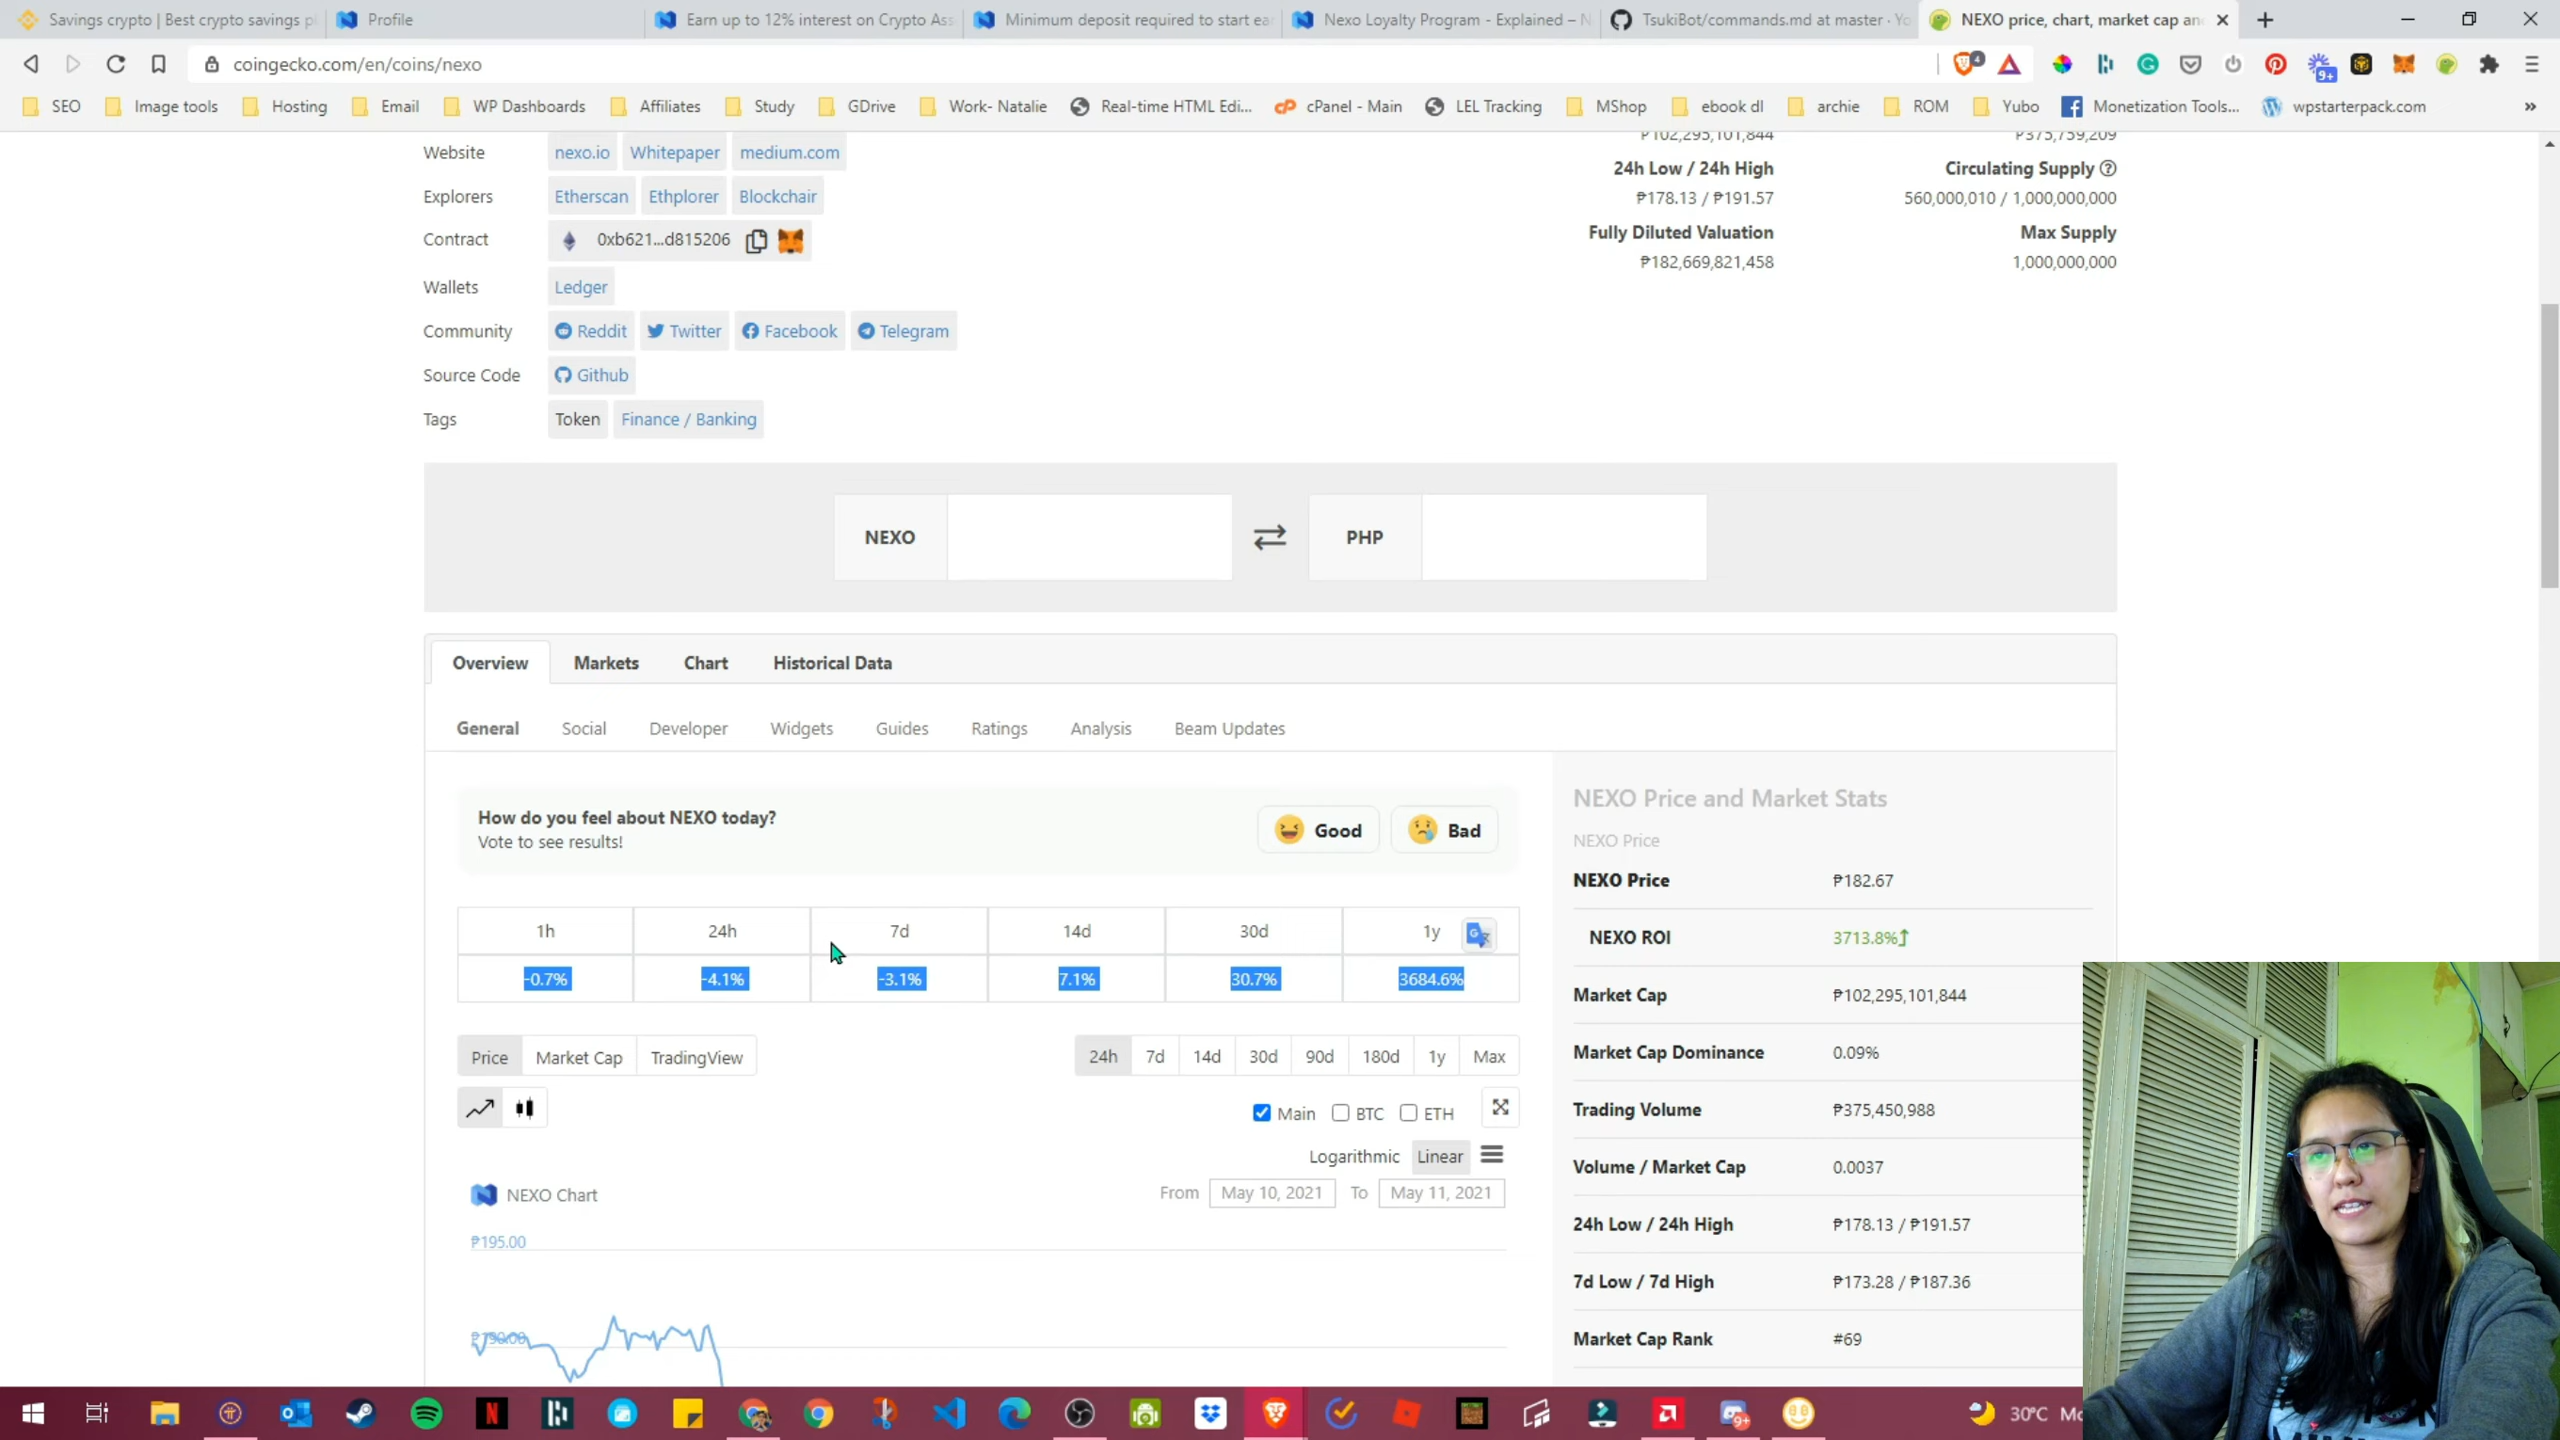 Savings crypto | Best crypto savings pl
Profile
Earn up to 12% interest on Crypto Ass
Minimum deposit required to start ea
Nexo Loyalty Program - Explained – N
TsukiBot/commands.md at master · Yo
NEXO price, chart, market cap an
coingecko.com/en/coins/nexo
4
9+
SEO Image tools Hosting Email WP Dashboards Affiliates Study GDrive Work- Natalie Real-time HTML Edi... cPanel - Main LEL Tracking MShop ebook dl archie ROM Yubo Monetization Tools... wpstarterpack.com »
₱102,295,101,844 ₱375,759,209
Website nexo.io Whitepaper medium.com
24h Low / 24h High Circulating Supply
₱178.13 / ₱191.57 560,000,010 / 1,000,000,000
Explorers Etherscan Ethplorer Blockchair
Fully Diluted Valuation Max Supply
₱182,669,821,458 1,000,000,000
Contract 0xb621...d815206
Wallets Ledger
Community Reddit Twitter Facebook Telegram
Source Code Github
Tags Token Finance / Banking
NEXO PHP
Overview Markets Chart Historical Data
General Social Developer Widgets Guides Ratings Analysis Beam Updates
How do you feel about NEXO today?
Vote to see results!
Good Bad
1h 24h 7d 14d 30d 1y
-0.7% -4.1% -3.1% 7.1% 30.7% 3684.6%
Price Market Cap TradingView
24h 7d 14d 30d 90d 180d 1y Max
Main BTC ETH
Logarithmic Linear
NEXO Chart
From May 10, 2021 To May 11, 2021
₱195.00
₱190.00
NEXO Price and Market Stats
NEXO Price
NEXO Price ₱182.67
NEXO ROI 3713.8%
Market Cap ₱102,295,101,844
Market Cap Dominance 0.09%
Trading Volume ₱375,450,988
Volume / Market Cap 0.0037
24h Low / 24h High ₱178.13 / ₱191.57
7d Low / 7d High ₱173.28 / ₱187.36
Market Cap Rank #69
9+
30°C